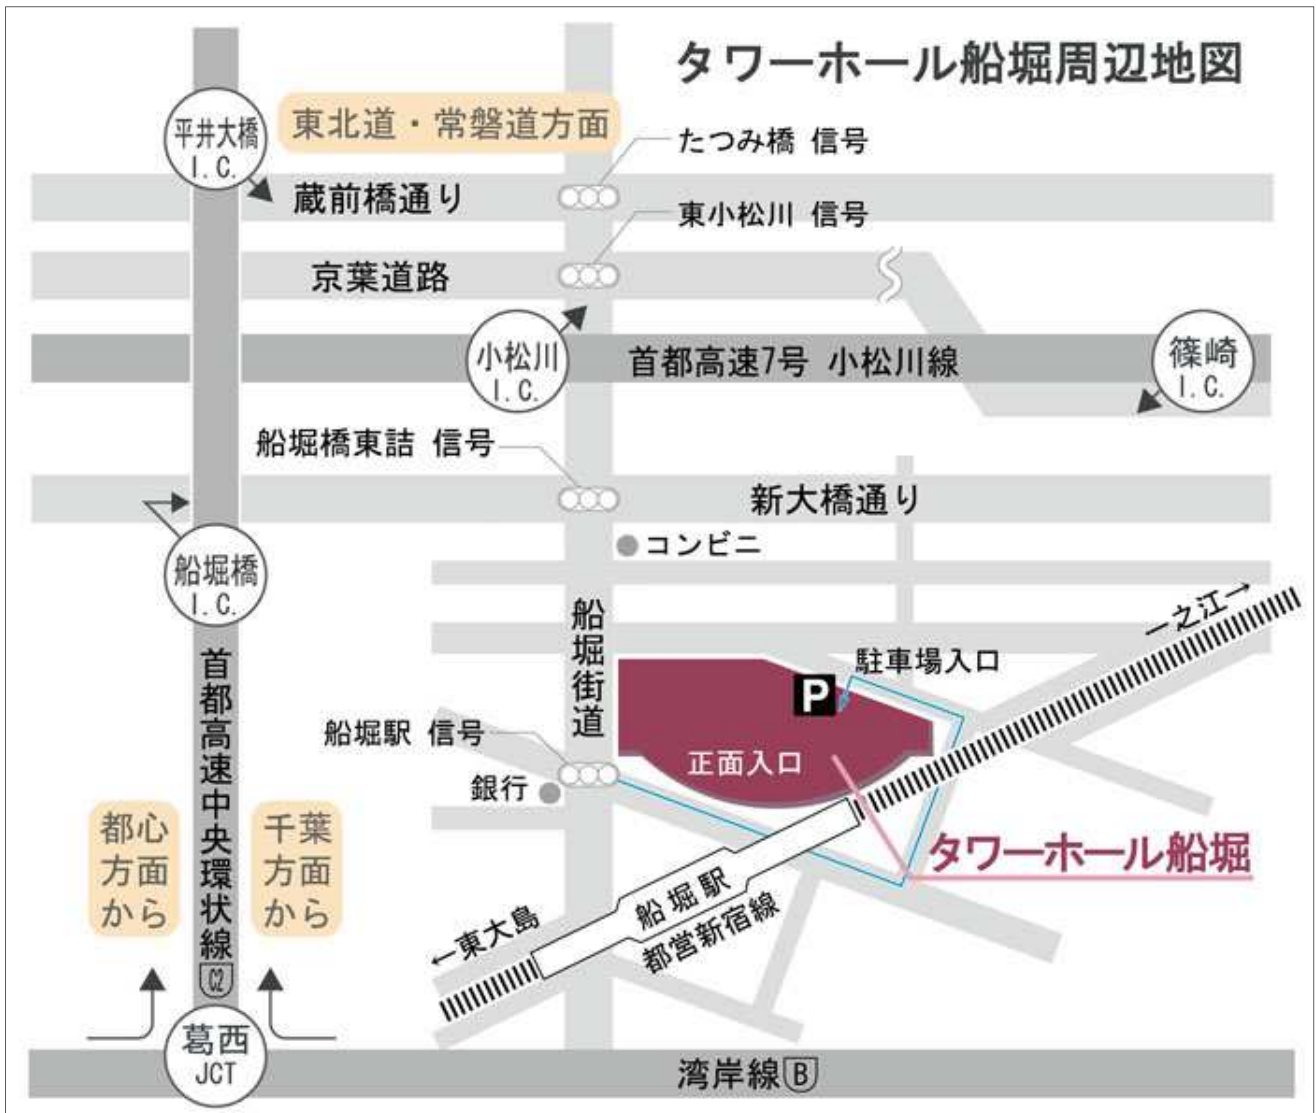 タワーホール船堀周辺地図
平井大橋
I.C.
東北道・常磐道方面
たつみ橋 信号
蔵前橋通り
東小松川 信号
京葉道路
小松川
I.C.
首都高速7号 小松川線
篠崎
I.C.
船堀橋東詰 信号
新大橋通り
コンビニ
船堀橋
I.C.
船堀街道
一之江→
駐車場入口
P
船堀駅 信号
正面入口
銀行
タワーホール船堀
首都高速中央環状線
C2
都心
方面
から
千葉
方面
から
船堀駅
都営新宿線
←東大島
葛西
JCT
湾岸線 B